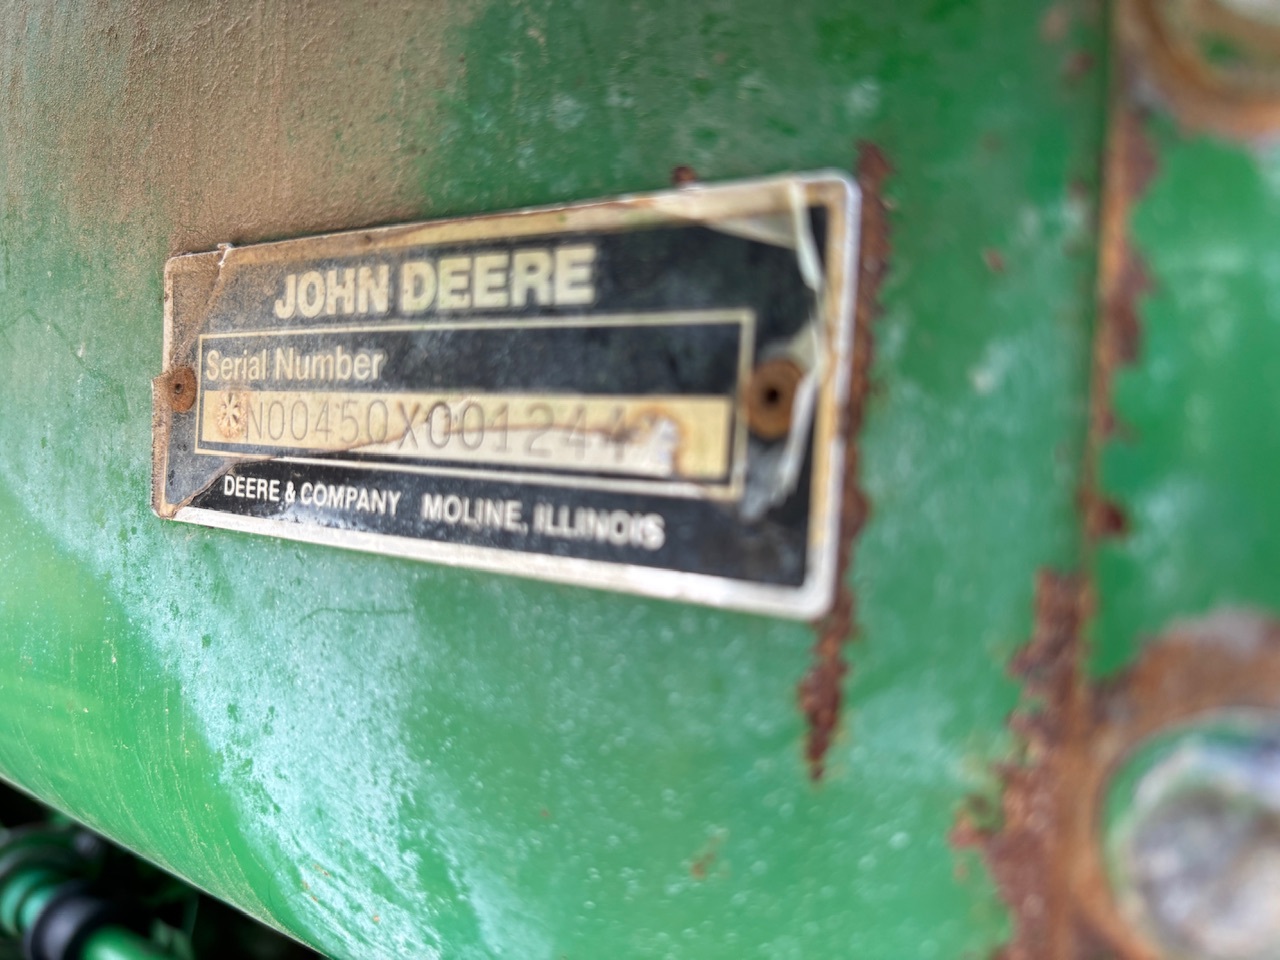 JOHN DEERE
Serial Number
*N00450X001244*
DEERE & COMPANY MOLINE, ILLINOIS